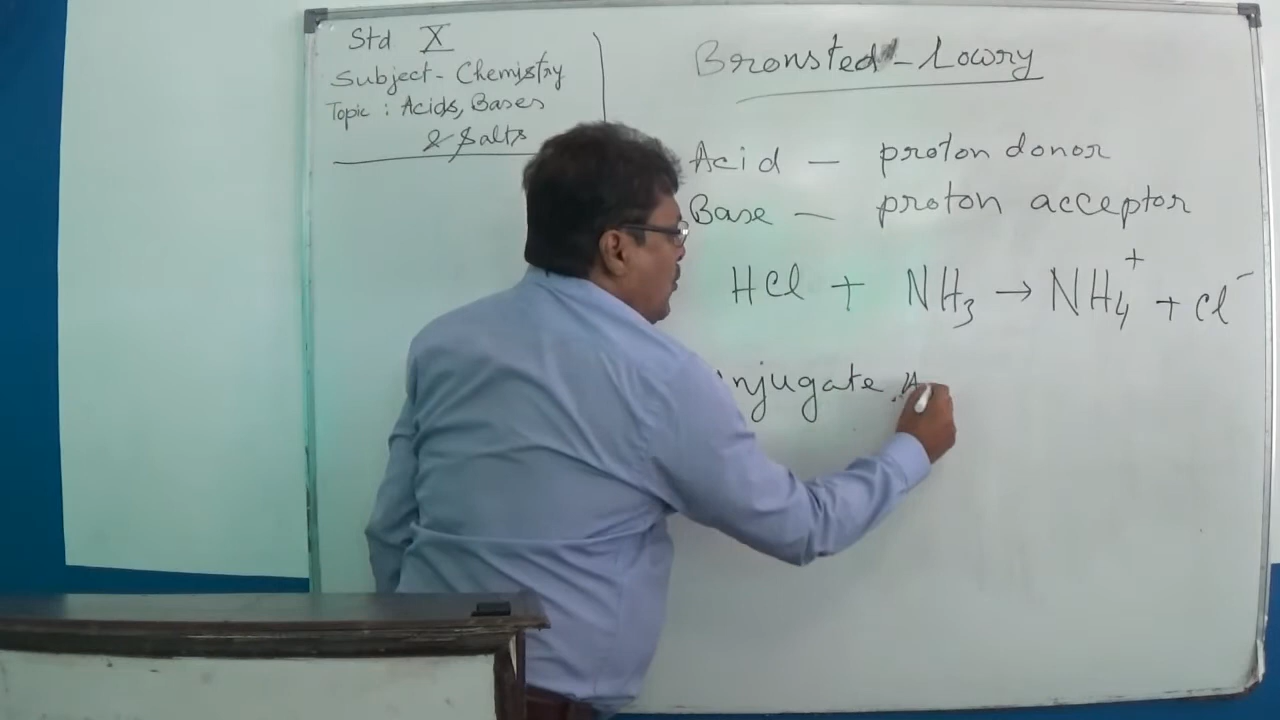 Std X
Subject - Chemistry
Topic : Acids, Bases
& Salts
Bronsted - Lowry
Acid — proton donor
Base — proton acceptor
HCl + NH₃ → NH₄⁺ + Cl⁻
njugate A